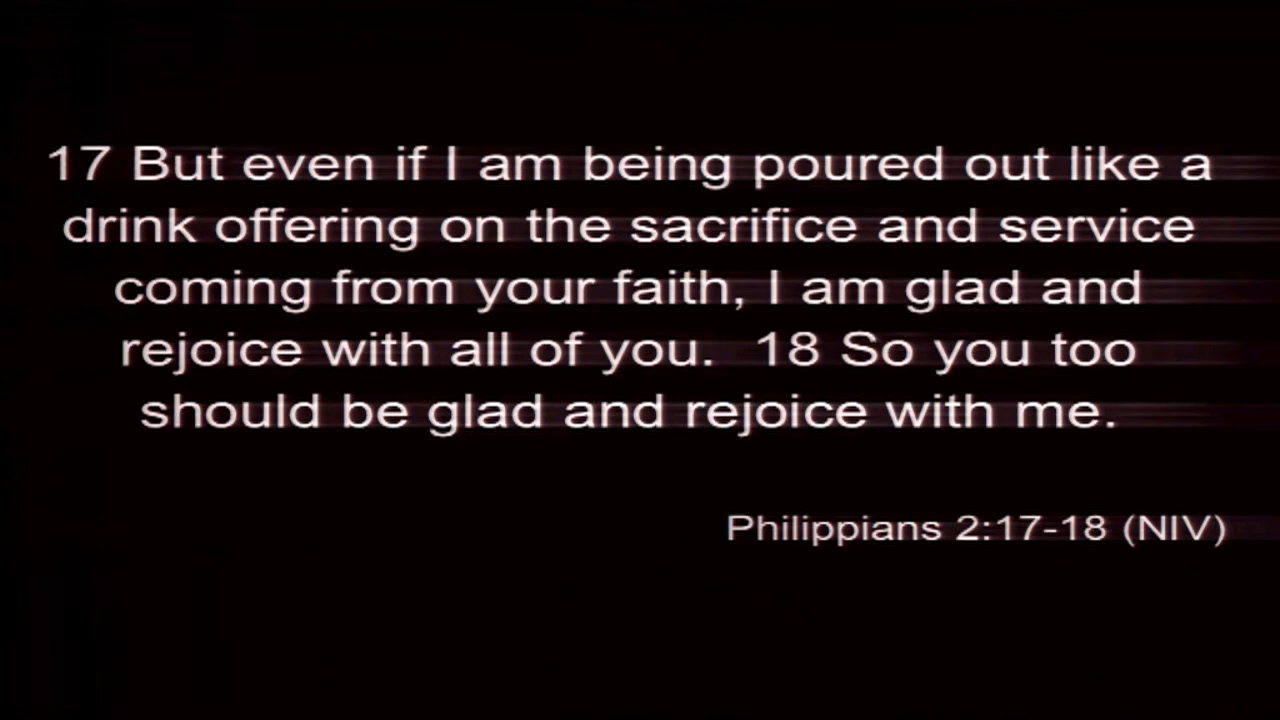 17 But even if I am being poured out like a
drink offering on the sacrifice and service
coming from your faith, I am glad and
rejoice with all of you.  18 So you too
should be glad and rejoice with me.
Philippians 2:17-18 (NIV)